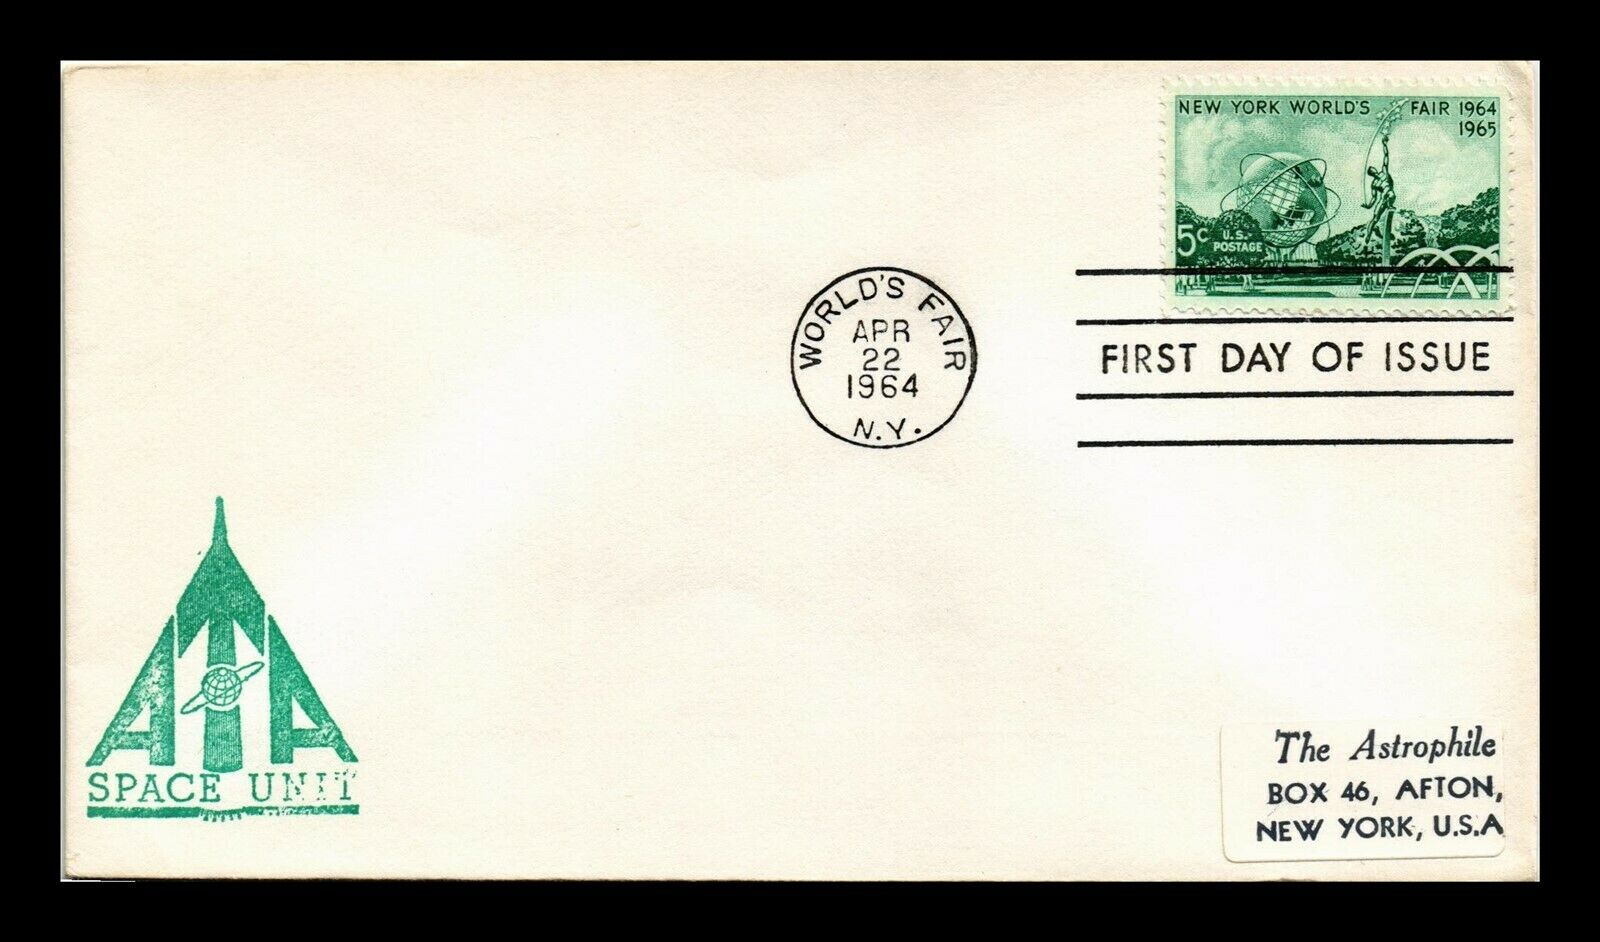 NEW YORK WORLD'S FAIR 1964
1965
5c U.S.
POSTAGE
WORLD'S FAIR
APR
22
1964
N.Y.
FIRST DAY OF ISSUE
ATA
SPACE UNIT
The Astrophile
BOX 46, AFTON,
NEW YORK, U.S.A